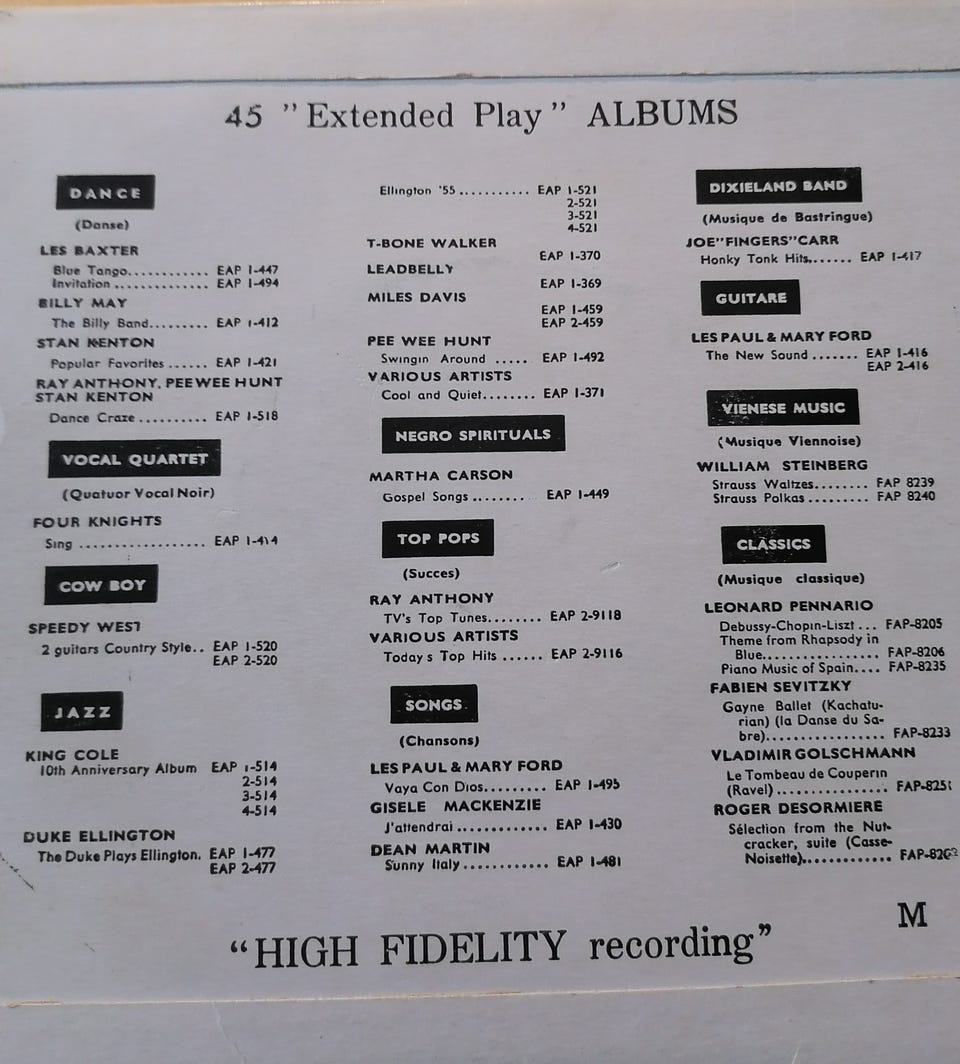 45 "Extended Play" ALBUMS
DANCE
(Danse)
LES BAXTER
Blue Tango............ EAP 1-447
Invitation .............. EAP 1-494
BILLY MAY
The Billy Band......... EAP 1-412
STAN KENTON
Popular Favorites ...... EAP 1-421
RAY ANTHONY, PEE WEE HUNT
STAN KENTON
Dance Craze .......... EAP 1-518
VOCAL QUARTET
(Quatuor Vocal Noir)
FOUR KNIGHTS
Sing .................. EAP 1-414
COW BOY
SPEEDY WEST
2 guitars Country Style.. EAP 1-520
EAP 2-520
JAZZ
KING COLE
10th Anniversary Album EAP 1-514
2-514
3-514
4-514
DUKE ELLINGTON
The Duke Plays Ellington. EAP 1-477
EAP 2-477
Ellington '55 ........... EAP 1-521
2-521
3-521
4-521
T-BONE WALKER
EAP 1-370
LEADBELLY
EAP 1-369
MILES DAVIS
EAP 1-459
EAP 2-459
PEE WEE HUNT
Swingin Around ..... EAP 1-492
VARIOUS ARTISTS
Cool and Quiet........ EAP 1-371
NEGRO SPIRITUALS
MARTHA CARSON
Gospel Songs ........ EAP 1-449
TOP POPS
(Succes)
RAY ANTHONY
TV's Top Tunes........ EAP 2-9118
VARIOUS ARTISTS
Today s Top Hits ...... EAP 2-9116
SONGS
(Chansons)
LES PAUL & MARY FORD
Vaya Con Dios......... EAP 1-495
GISELE MACKENZIE
J'attendrai ............. EAP 1-430
DEAN MARTIN
Sunny Italy ............ EAP 1-481
DIXIELAND BAND
(Musique de Bastringue)
JOE "FINGERS" CARR
Honky Tonk Hits....... EAP 1-417
GUITARE
LES PAUL & MARY FORD
The New Sound ....... EAP 1-416
EAP 2-416
VIENESE MUSIC
(Musique Viennoise)
WILLIAM STEINBERG
Strauss Waltzes........ FAP 8239
Strauss Polkas ......... FAP 8240
CLASSICS
(Musique classique)
LEONARD PENNARIO
Debussy-Chopin-Liszt ... FAP-8205
Theme from Rhapsody in
Blue................. FAP-8206
Piano Music of Spain.... FAP-8235
FABIEN SEVITZKY
Gayne Ballet (Kachatu-
rian) (la Danse du Sa-
bre)................. FAP-8233
VLADIMIR GOLSCHMANN
Le Tombeau de Couperin
(Ravel) ............... FAP-8251
ROGER DESORMIERE
Sélection from the Nut-
cracker, suite (Casse-
Noisette).............
M
"HIGH FIDELITY recording"